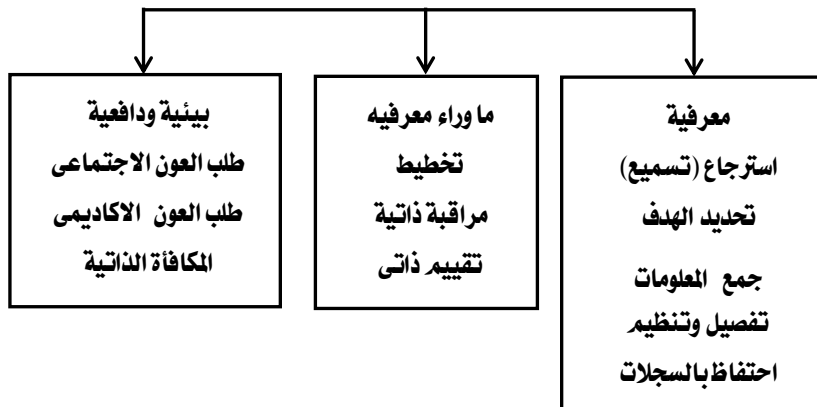 معرفية
استرجاع (تسميع)
تحديد الهدف
جمع المعلومات
تفصيل وتنظيم
احتفاظ بالسجلات
ما وراء معرفيه
تخطيط
مراقبة ذاتية
تقييم ذاتى
بيئية ودافعية
طلب العون الاجتماعى
طلب العون الاكاديمى
المكافأة الذاتية